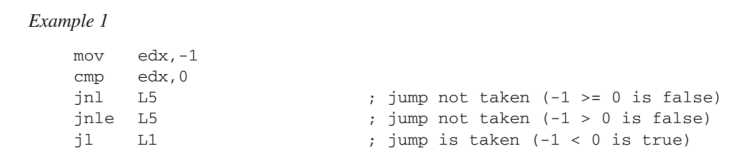 Example 1
mov edx,-1
cmp edx,0
jnl L5 ; jump not taken (-1 >= 0 is false)
jnle L5 ; jump not taken (-1 > 0 is false)
jl L1 ; jump is taken (-1 < 0 is true)